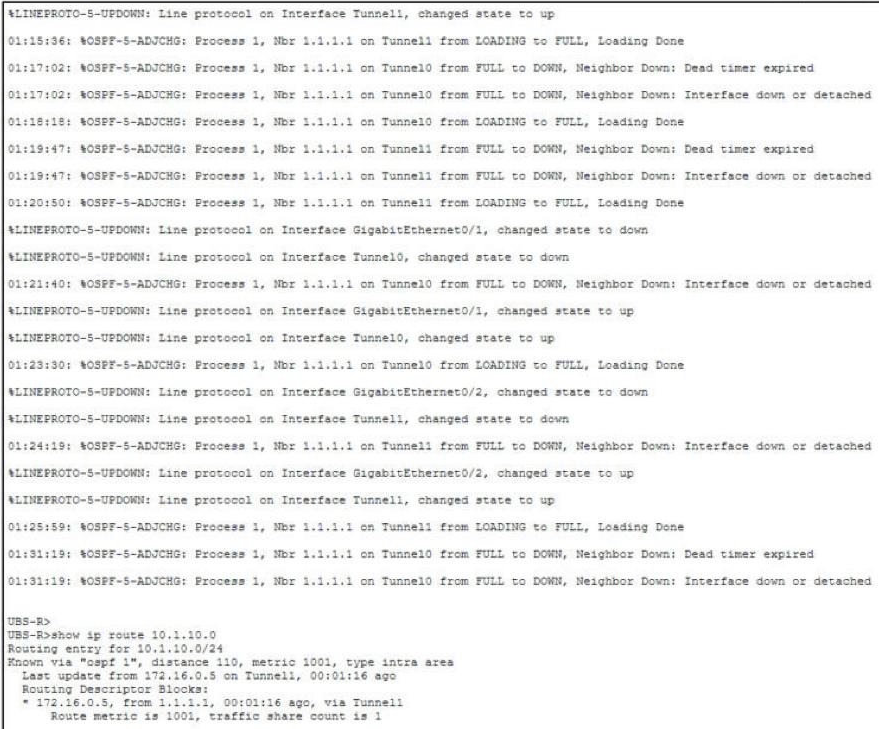 %LINEPROTO-5-UPDOWN: Line protocol on Interface Tunnel1, changed state to up
01:15:36: %OSPF-5-ADJCHG: Process 1, Nbr 1.1.1.1 on Tunnel1 from LOADING to FULL, Loading Done
01:17:02: %OSPF-5-ADJCHG: Process 1, Nbr 1.1.1.1 on Tunnel0 from FULL to DOWN, Neighbor Down: Dead timer expired
01:17:02: %OSPF-5-ADJCHG: Process 1, Nbr 1.1.1.1 on Tunnel0 from FULL to DOWN, Neighbor Down: Interface down or detached
01:18:18: %OSPF-5-ADJCHG: Process 1, Nbr 1.1.1.1 on Tunnel0 from LOADING to FULL, Loading Done
01:19:47: %OSPF-5-ADJCHG: Process 1, Nbr 1.1.1.1 on Tunnel1 from FULL to DOWN, Neighbor Down: Dead timer expired
01:19:47: %OSPF-5-ADJCHG: Process 1, Nbr 1.1.1.1 on Tunnel1 from FULL to DOWN, Neighbor Down: Interface down or detached
01:20:50: %OSPF-5-ADJCHG: Process 1, Nbr 1.1.1.1 on Tunnel1 from LOADING to FULL, Loading Done
%LINEPROTO-5-UPDOWN: Line protocol on Interface GigabitEthernet0/1, changed state to down
%LINEPROTO-5-UPDOWN: Line protocol on Interface Tunnel0, changed state to down
01:21:40: %OSPF-5-ADJCHG: Process 1, Nbr 1.1.1.1 on Tunnel0 from FULL to DOWN, Neighbor Down: Interface down or detached
%LINEPROTO-5-UPDOWN: Line protocol on Interface GigabitEthernet0/1, changed state to up
%LINEPROTO-5-UPDOWN: Line protocol on Interface Tunnel0, changed state to up
01:23:30: %OSPF-5-ADJCHG: Process 1, Nbr 1.1.1.1 on Tunnel0 from LOADING to FULL, Loading Done
%LINEPROTO-5-UPDOWN: Line protocol on Interface GigabitEthernet0/2, changed state to down
%LINEPROTO-5-UPDOWN: Line protocol on Interface Tunnel1, changed state to down
01:24:19: %OSPF-5-ADJCHG: Process 1, Nbr 1.1.1.1 on Tunnel1 from FULL to DOWN, Neighbor Down: Interface down or detached
%LINEPROTO-5-UPDOWN: Line protocol on Interface GigabitEthernet0/2, changed state to up
%LINEPROTO-5-UPDOWN: Line protocol on Interface Tunnel1, changed state to up
01:25:59: %OSPF-5-ADJCHG: Process 1, Nbr 1.1.1.1 on Tunnel1 from LOADING to FULL, Loading Done
01:31:19: %OSPF-5-ADJCHG: Process 1, Nbr 1.1.1.1 on Tunnel0 from FULL to DOWN, Neighbor Down: Dead timer expired
01:31:19: %OSPF-5-ADJCHG: Process 1, Nbr 1.1.1.1 on Tunnel0 from FULL to DOWN, Neighbor Down: Interface down or detached
UBS-R>
UBS-R>show ip route 10.1.10.0
Routing entry for 10.1.10.0/24
Known via "ospf 1", distance 110, metric 1001, type intra area
Last update from 172.16.0.5 on Tunnel1, 00:01:16 ago
Routing Descriptor Blocks:
* 172.16.0.5, from 1.1.1.1, 00:01:16 ago, via Tunnel1
Route metric is 1001, traffic share count is 1